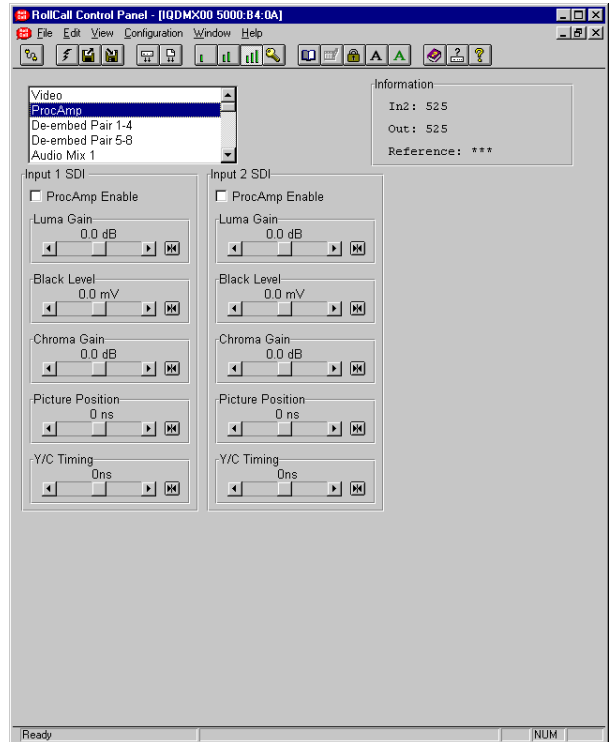 RollCall Control Panel - [IQDMX00 5000:B4:0A]
File Edit View Configuration Window Help
A A ?
Video
ProcAmp
De-embed Pair 1-4
De-embed Pair 5-8
Audio Mix 1
Information
In2: 525
Out: 525
Reference: ***
Input 1 SDI
ProcAmp Enable
Luma Gain
0.0 dB
Black Level
0.0 mV
Chroma Gain
0.0 dB
Picture Position
0 ns
Y/C Timing
0ns
Input 2 SDI
ProcAmp Enable
Luma Gain
0.0 dB
Black Level
0.0 mV
Chroma Gain
0.0 dB
Picture Position
0 ns
Y/C Timing
0ns
Ready
NUM